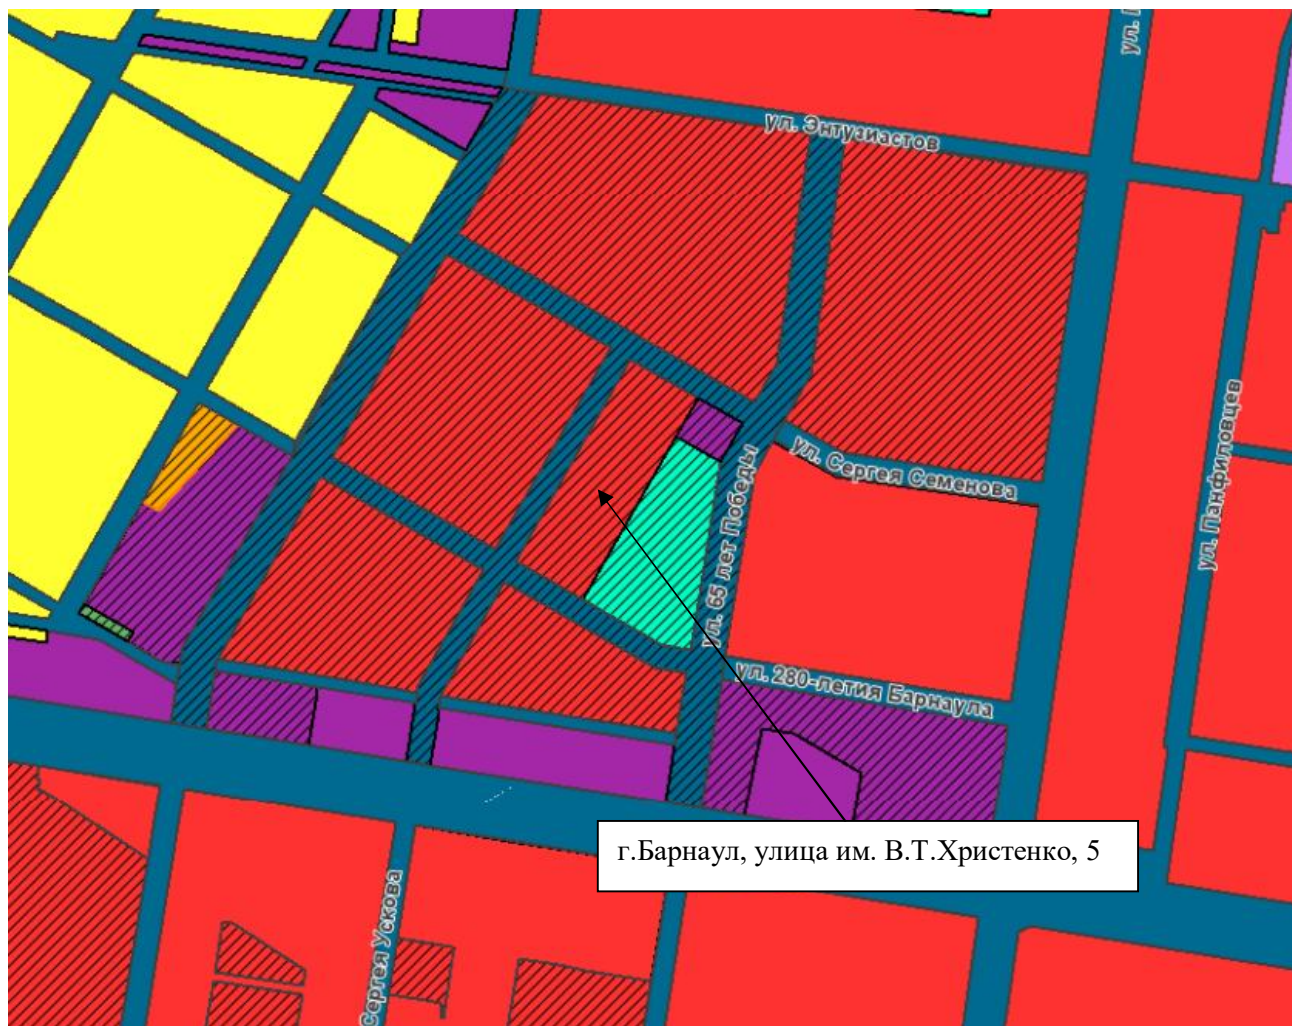 ул. Энтузиастов
ул. Сергея Семенова
ул. Панфиловцев
ул. 65 лет Победы
ул. 280-летия Барнаула
г.Барнаул, улица им. В.Т.Христенко, 5
Сергея Ускова